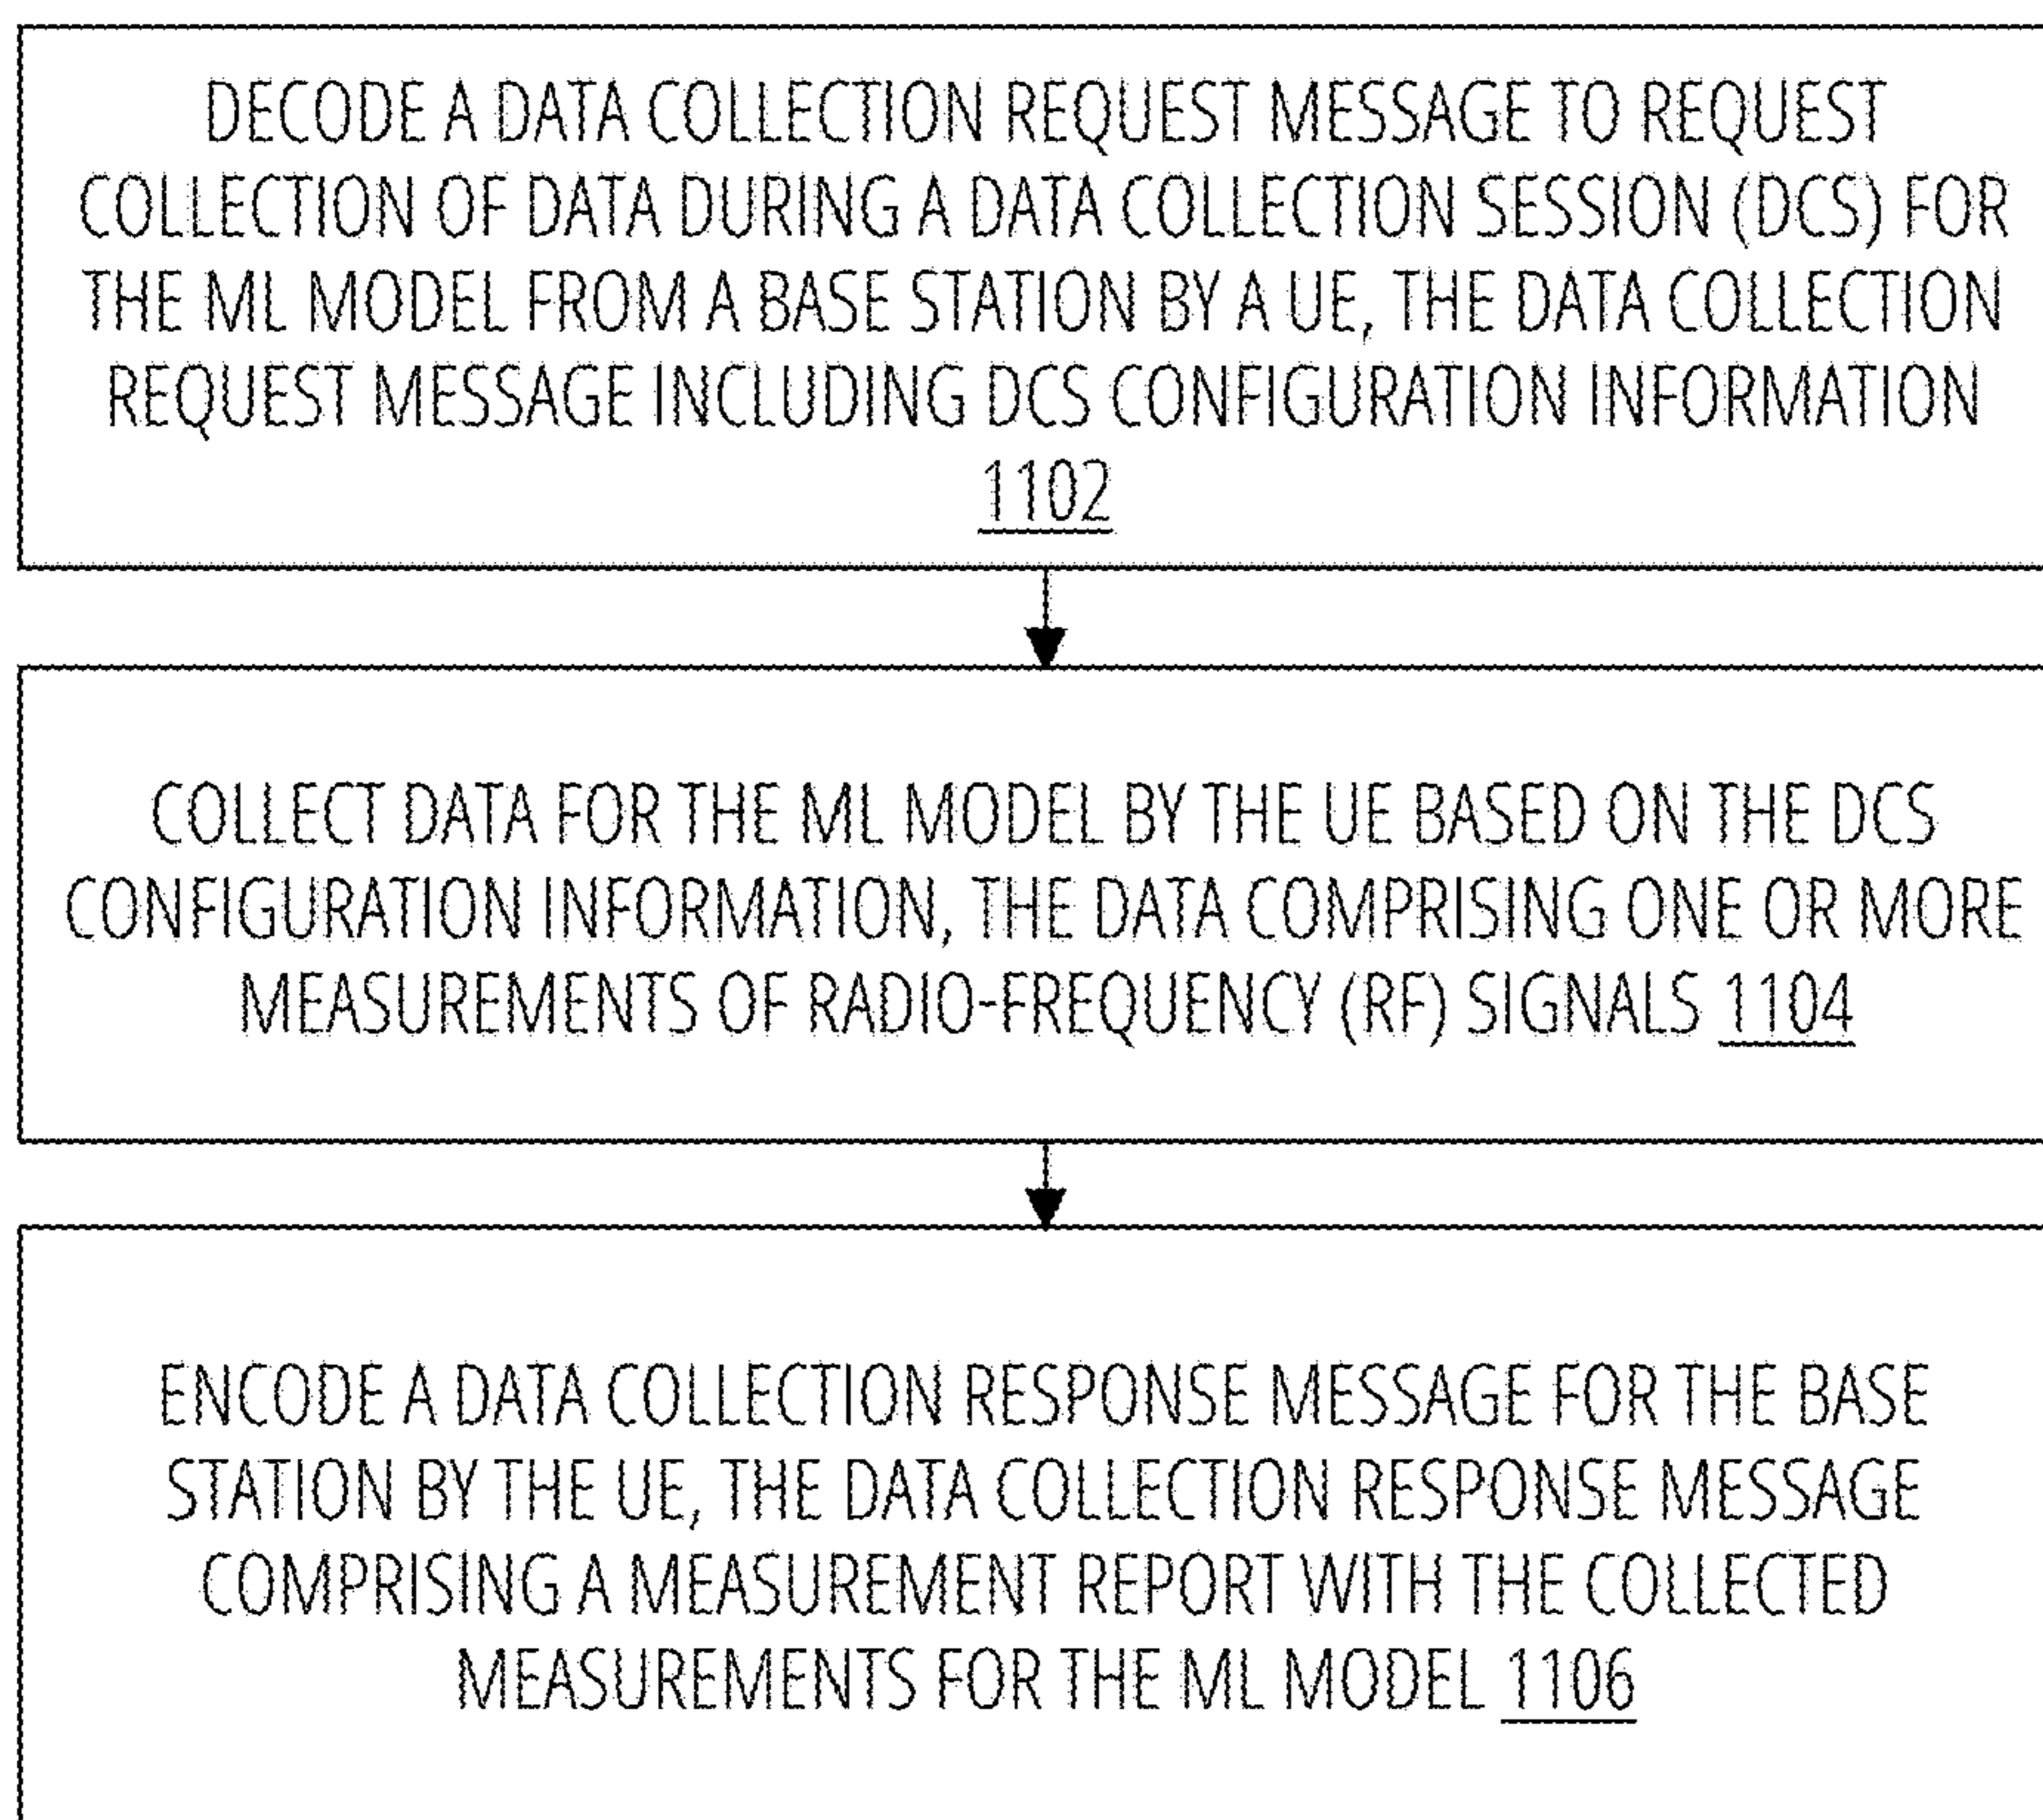 DECODE A DATA COLLECTION REQUEST MESSAGE TO REQUEST
COLLECTION OF DATA DURING A DATA COLLECTION SESSION (DCS) FOR
THE ML MODEL FROM A BASE STATION BY A UE, THE DATA COLLECTION
REQUEST MESSAGE INCLUDING DCS CONFIGURATION INFORMATION
1102
COLLECT DATA FOR THE ML MODEL BY THE UE BASED ON THE DCS
CONFIGURATION INFORMATION, THE DATA COMPRISING ONE OR MORE
MEASUREMENTS OF RADIO-FREQUENCY (RF) SIGNALS 1104
ENCODE A DATA COLLECTION RESPONSE MESSAGE FOR THE BASE
STATION BY THE UE, THE DATA COLLECTION RESPONSE MESSAGE
COMPRISING A MEASUREMENT REPORT WITH THE COLLECTED
MEASUREMENTS FOR THE ML MODEL 1106